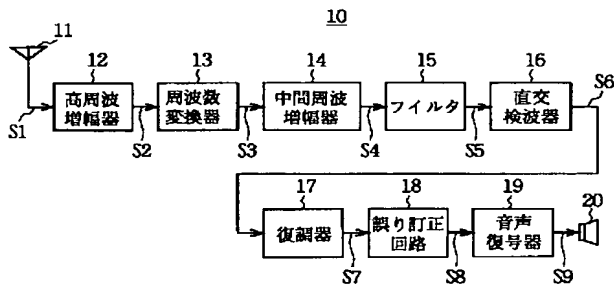 10
11
12
13
14
15
16
高周波
増幅器
周波数
変換器
中間周波
増幅器
フイルタ
直交
検波器
S1
S2
S3
S4
S5
S6
17
18
19
20
復調器
誤り訂正
回路
音声
復号器
S7
S8
S9